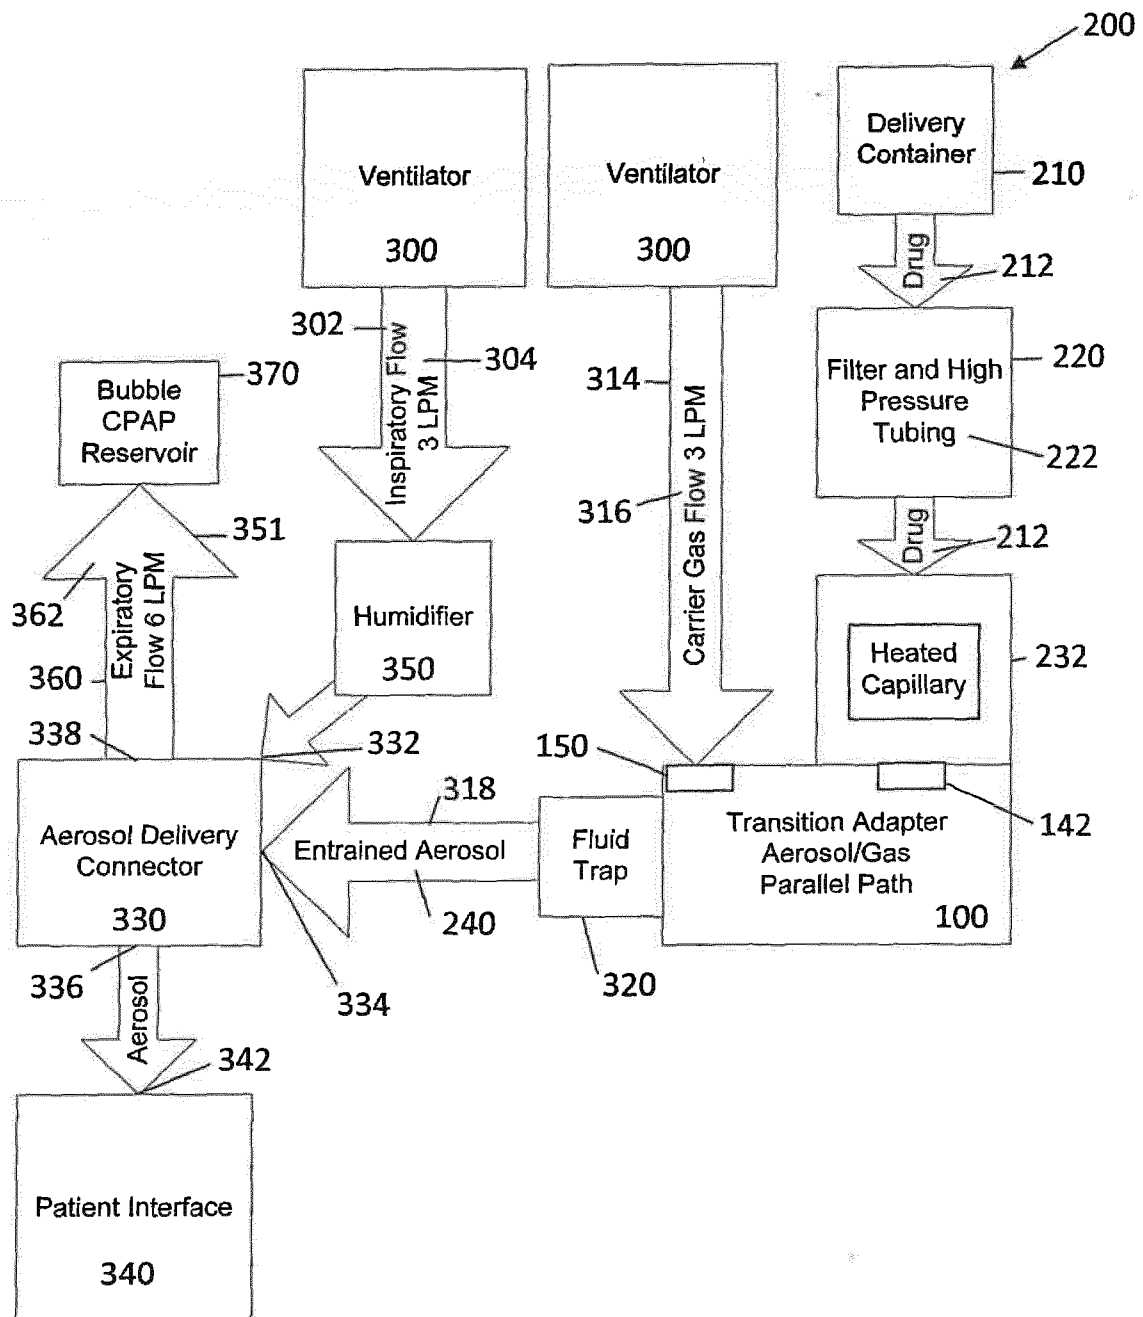 200
Ventilator
300
Ventilator
300
Delivery
Container
210
Drug
212
302
Inspiratory Flow
3 LPM
304
314
Carrier Gas Flow 3 LPM
316
Filter and High
Pressure
Tubing
220
222
Drug
212
370
Bubble
CPAP
Reservoir
351
362
Expiratory
Flow 6 LPM
360
338
Humidifier
350
332
Heated
Capillary
232
150
142
Transition Adapter
Aerosol/Gas
Parallel Path
100
318
Entrained Aerosol
240
Fluid
Trap
320
Aerosol Delivery
Connector
330
334
336
Aerosol
342
Patient Interface
340